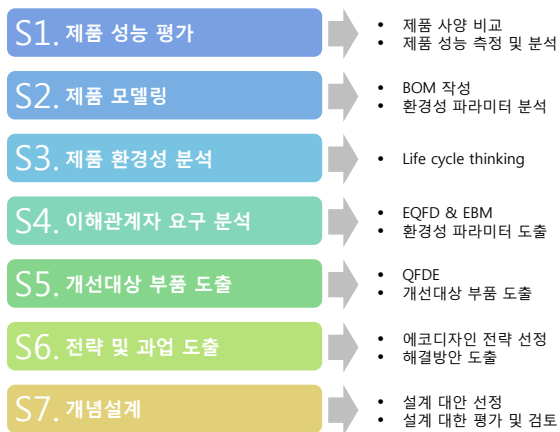 S1. 제품 성능 평가
• 제품 사양 비교
• 제품 성능 측정 및 분석
S2. 제품 모델링
• BOM 작성
• 환경성 파라미터 분석
S3. 제품 환경성 분석
• Life cycle thinking
S4. 이해관계자 요구 분석
• EQFD & EBM
• 환경성 파라미터 도출
S5. 개선대상 부품 도출
• QFDE
• 개선대상 부품 도출
S6. 전략 및 과업 도출
• 에코디자인 전략 선정
• 해결방안 도출
S7. 개념설계
• 설계 대안 선정
• 설계 대한 평가 및 검토